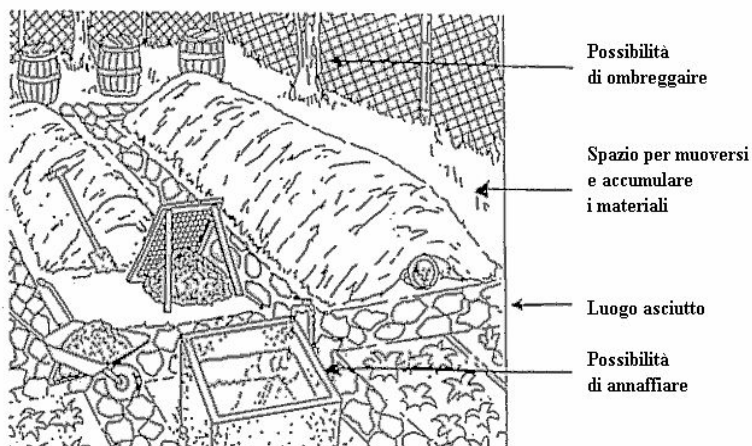 Possibilità
di ombreggaire
Spazio per muoversi
e accumulare
i materiali
Luogo asciutto
Possibilità
di annaffiare